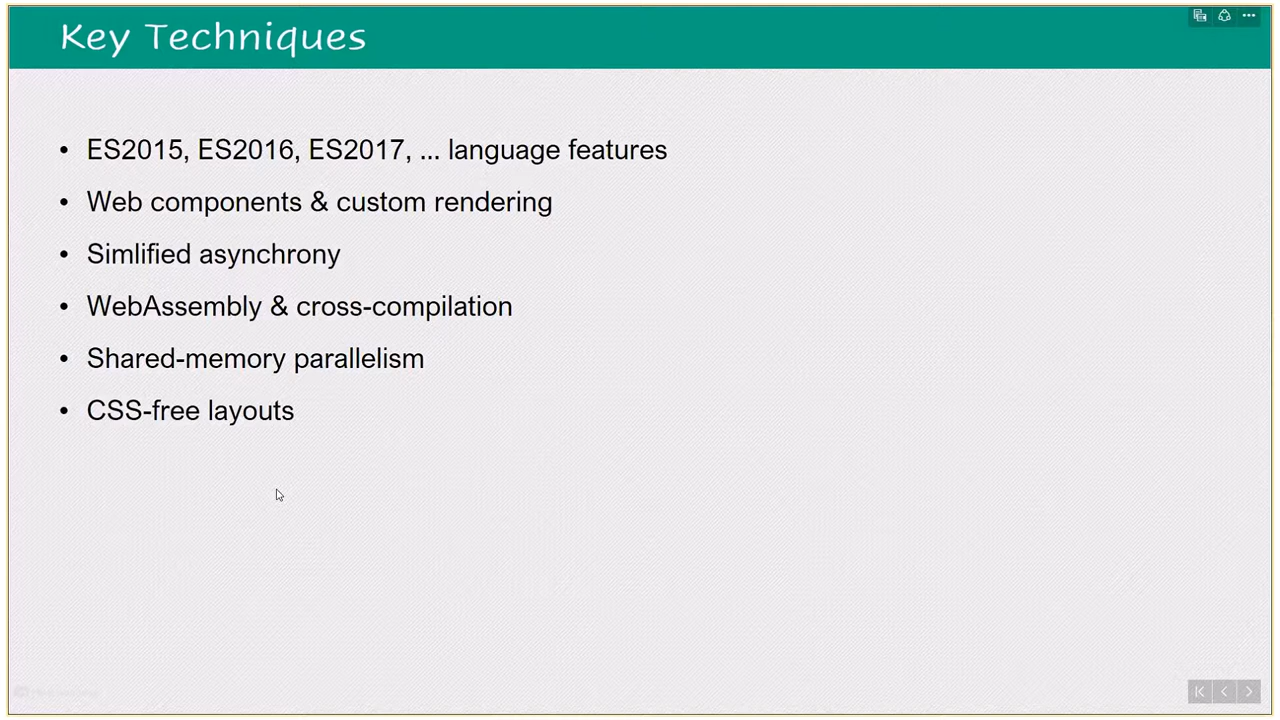 Key Techniques
• ES2015, ES2016, ES2017, ... language features
• Web components & custom rendering
• Simlified asynchrony
• WebAssembly & cross-compilation
• Shared-memory parallelism
• CSS-free layouts